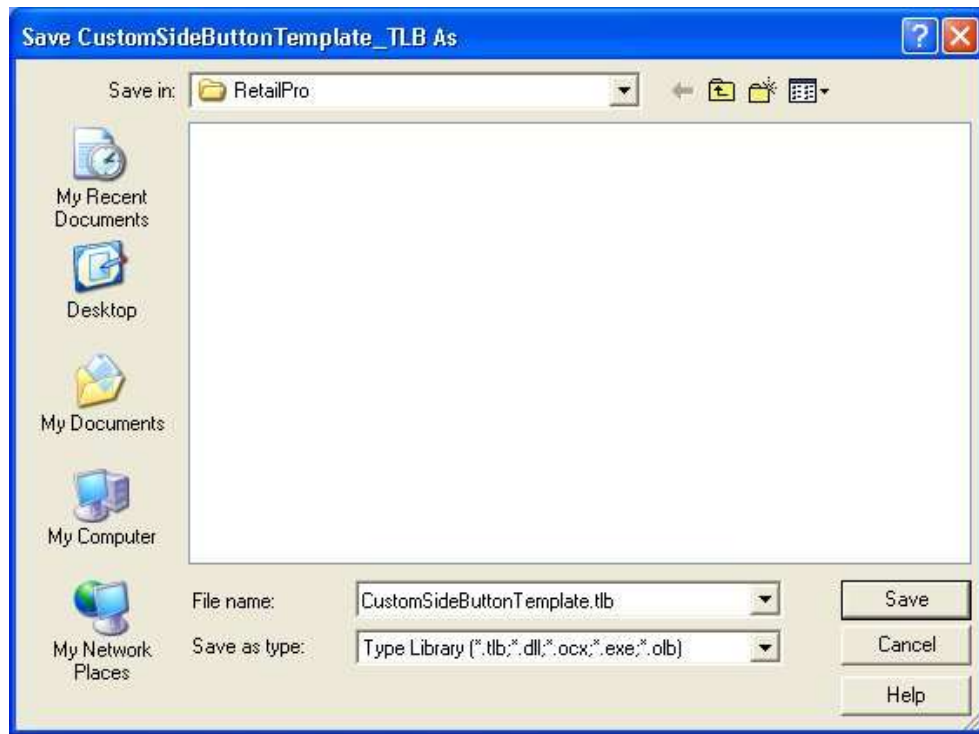 Save CustomSideButtonTemplate_TLB As
Save in:
RetailPro
My Recent
Documents
Desktop
My Documents
My Computer
My Network
Places
File name:
CustomSideButtonTemplate.tlb
Save
Save as type:
Type Library (*.tlb;*.dll;*.ocx;*.exe;*.olb)
Cancel
Help